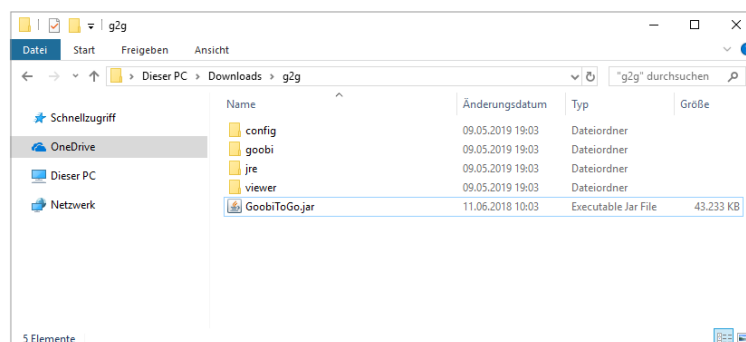 g2g
Datei Start Freigeben Ansicht
Dieser PC > Downloads > g2g "g2g" durchsuchen
Name Änderungsdatum Typ Größe
Schnellzugriff
OneDrive
Dieser PC
Netzwerk
config 09.05.2019 19:03 Dateiordner
goobi 09.05.2019 19:03 Dateiordner
jre 09.05.2019 19:03 Dateiordner
viewer 09.05.2019 19:03 Dateiordner
GoobiToGo.jar 11.06.2018 10:03 Executable Jar File 43.233 KB
5 Elemente